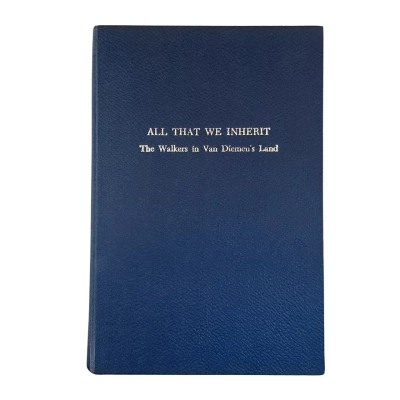 ALL THAT WE INHERIT
The Walkers in Van Diemen's Land